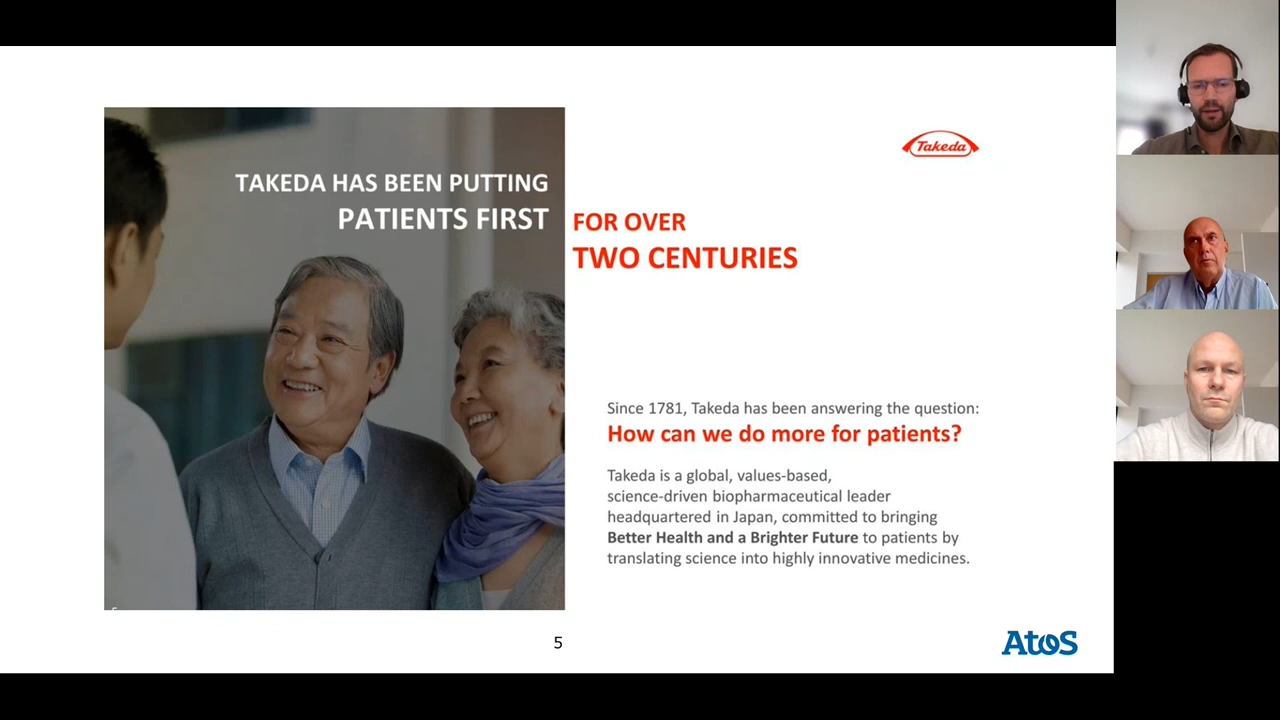 TAKEDA HAS BEEN PUTTING
PATIENTS FIRST
FOR OVER
TWO CENTURIES
Takeda
Since 1781, Takeda has been answering the question:
How can we do more for patients?
Takeda is a global, values-based,
science-driven biopharmaceutical leader
headquartered in Japan, committed to bringing
Better Health and a Brighter Future to patients by
translating science into highly innovative medicines.
5
Atos